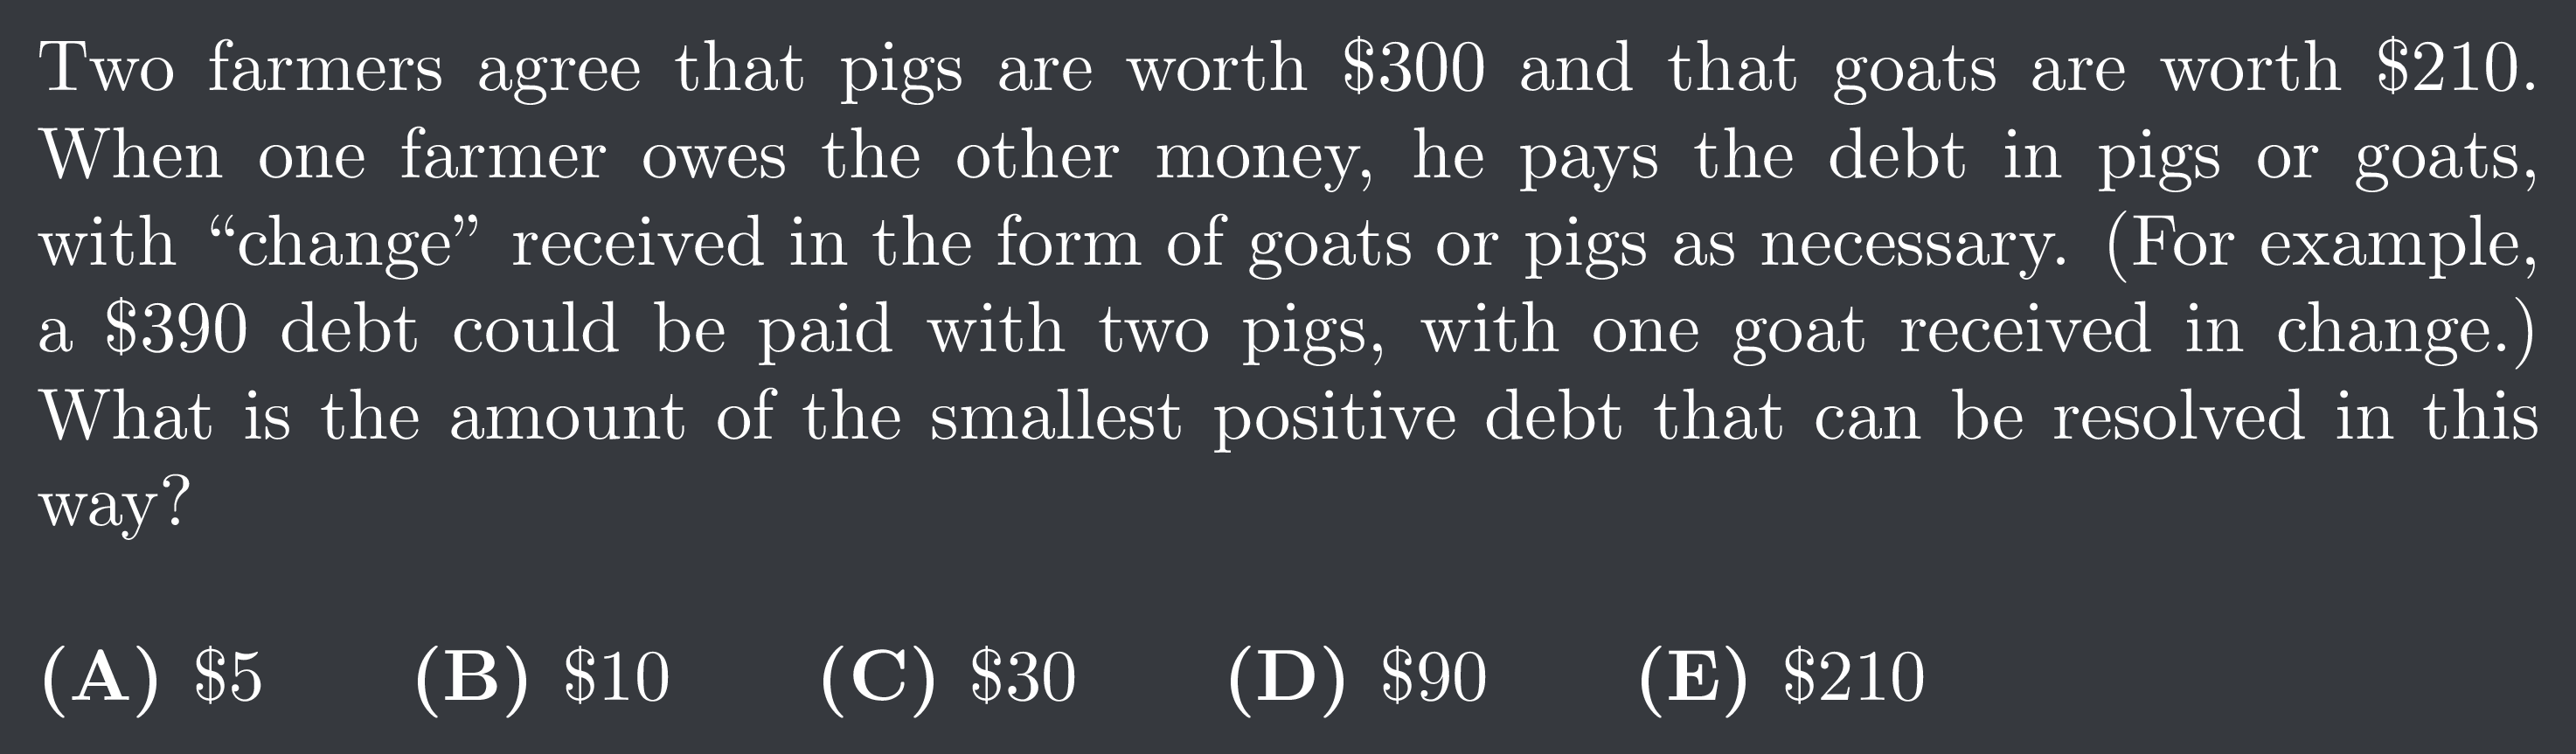 Two farmers agree that pigs are worth $300 and that goats are worth $210.
When one farmer owes the other money, he pays the debt in pigs or goats,
with “change” received in the form of goats or pigs as necessary. (For example,
a $390 debt could be paid with two pigs, with one goat received in change.)
What is the amount of the smallest positive debt that can be resolved in this
way?
(A) $5 (B) $10 (C) $30 (D) $90 (E) $210